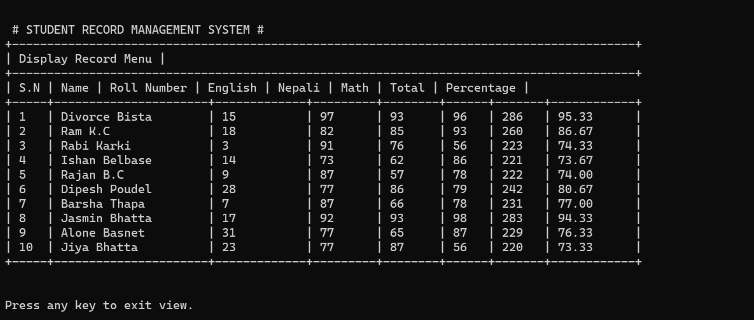 # STUDENT RECORD MANAGEMENT SYSTEM #
+----------------------------------------------------------------------------------------+
| Display Record Menu |
+----------------------------------------------------------------------------------------+
| S.N | Name | Roll Number | English | Nepali | Math | Total | Percentage |
+-----+----------------------+-------------+---------+---------+------+-------+------------+
| 1 | Divorce Bista | 15 | 97 | 93 | 96 | 286 | 95.33 |
| 2 | Ram K.C | 18 | 82 | 85 | 93 | 260 | 86.67 |
| 3 | Rabi Karki | 3 | 91 | 76 | 56 | 223 | 74.33 |
| 4 | Ishan Belbase | 14 | 73 | 62 | 86 | 221 | 73.67 |
| 5 | Rajan B.C | 9 | 87 | 57 | 78 | 222 | 74.00 |
| 6 | Dipesh Poudel | 28 | 77 | 86 | 79 | 242 | 80.67 |
| 7 | Barsha Thapa | 7 | 87 | 66 | 78 | 231 | 77.00 |
| 8 | Jasmin Bhatta | 17 | 92 | 93 | 98 | 283 | 94.33 |
| 9 | Alone Basnet | 31 | 77 | 65 | 87 | 229 | 76.33 |
| 10 | Jiya Bhatta | 23 | 77 | 87 | 56 | 220 | 73.33 |
+-----+----------------------+-------------+---------+---------+------+-------+------------+
Press any key to exit view.